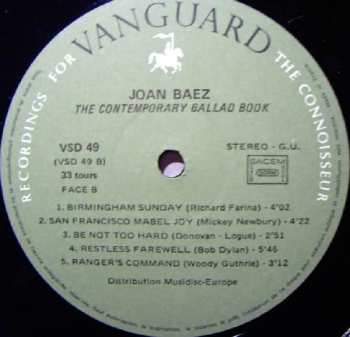 RECORDINGS FOR VANGUARD THE CONNOISSEUR
JOAN BAEZ
THE CONTEMPORARY BALLAD BOOK
VSD 49
(VSD 49 B)
33 tours
FACE B
STEREO - G.U.
SACEM
1. BIRMINGHAM SUNDAY (Richard Farina) - 4'02
2. SAN FRANCISCO MABEL JOY (Mickey Newbury) - 4'22
3. BE NOT TOO HARD (Donovan - Logue) - 2'51
4. RESTLESS FAREWELL (Bob Dylan) - 5'46
5. RANGER'S COMMAND (Woody Guthrie) - 3'12
Distribution Musidisc-Europe